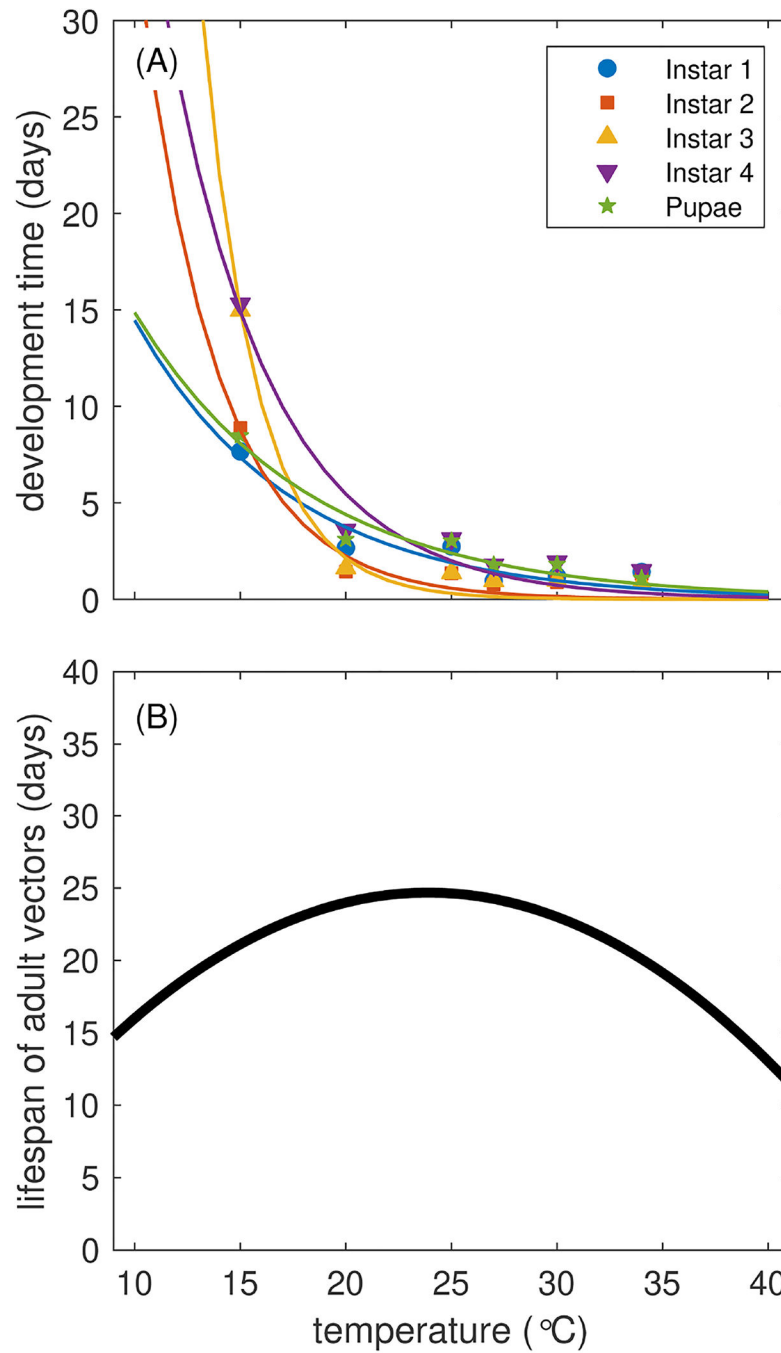 (A)
Instar 1
Instar 2
Instar 3
Instar 4
Pupae
development time (days)
30
25
20
15
10
5
0
(B)
lifespan of adult vectors (days)
40
35
30
25
20
15
10
5
0
10 15 20 25 30 35 40
temperature (°C)